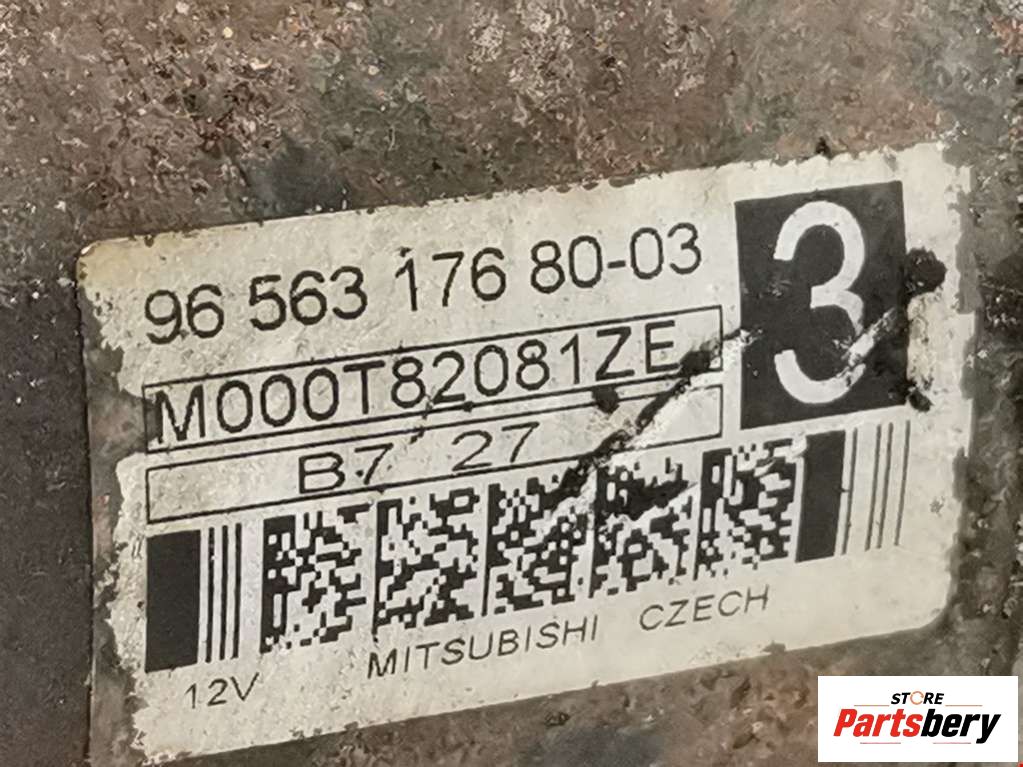 96 563 176 80-03
3
M000T82081ZE
B7 27
12V
MITSUBISHI CZECH
STORE
Partsbery